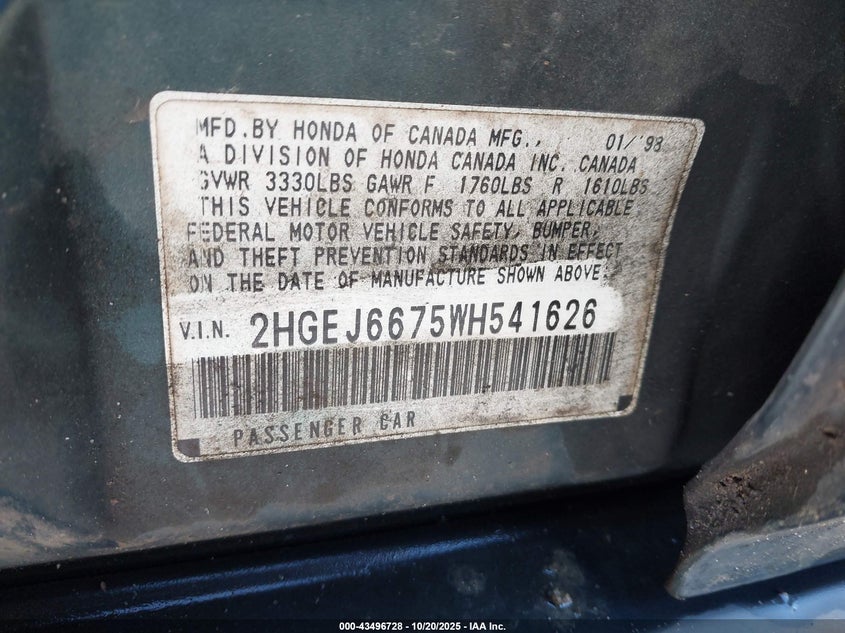 MFD.BY HONDA OF CANADA MFG., 01/'98
A DIVISION OF HONDA CANADA INC. CANADA
GVWR 3330LBS GAWR F 1760LBS R 1610LBS
THIS VEHICLE CONFORMS TO ALL APPLICABLE
FEDERAL MOTOR VEHICLE SAFETY, BUMPER,
AND THEFT PREVENTION STANDARDS IN EFFECT
ON THE DATE OF MANUFACTURE SHOWN ABOVE.
V.I.N. 2HGEJ6675WH541626
PASSENGER CAR
000-43496728 - 10/20/2025 - IAA Inc.